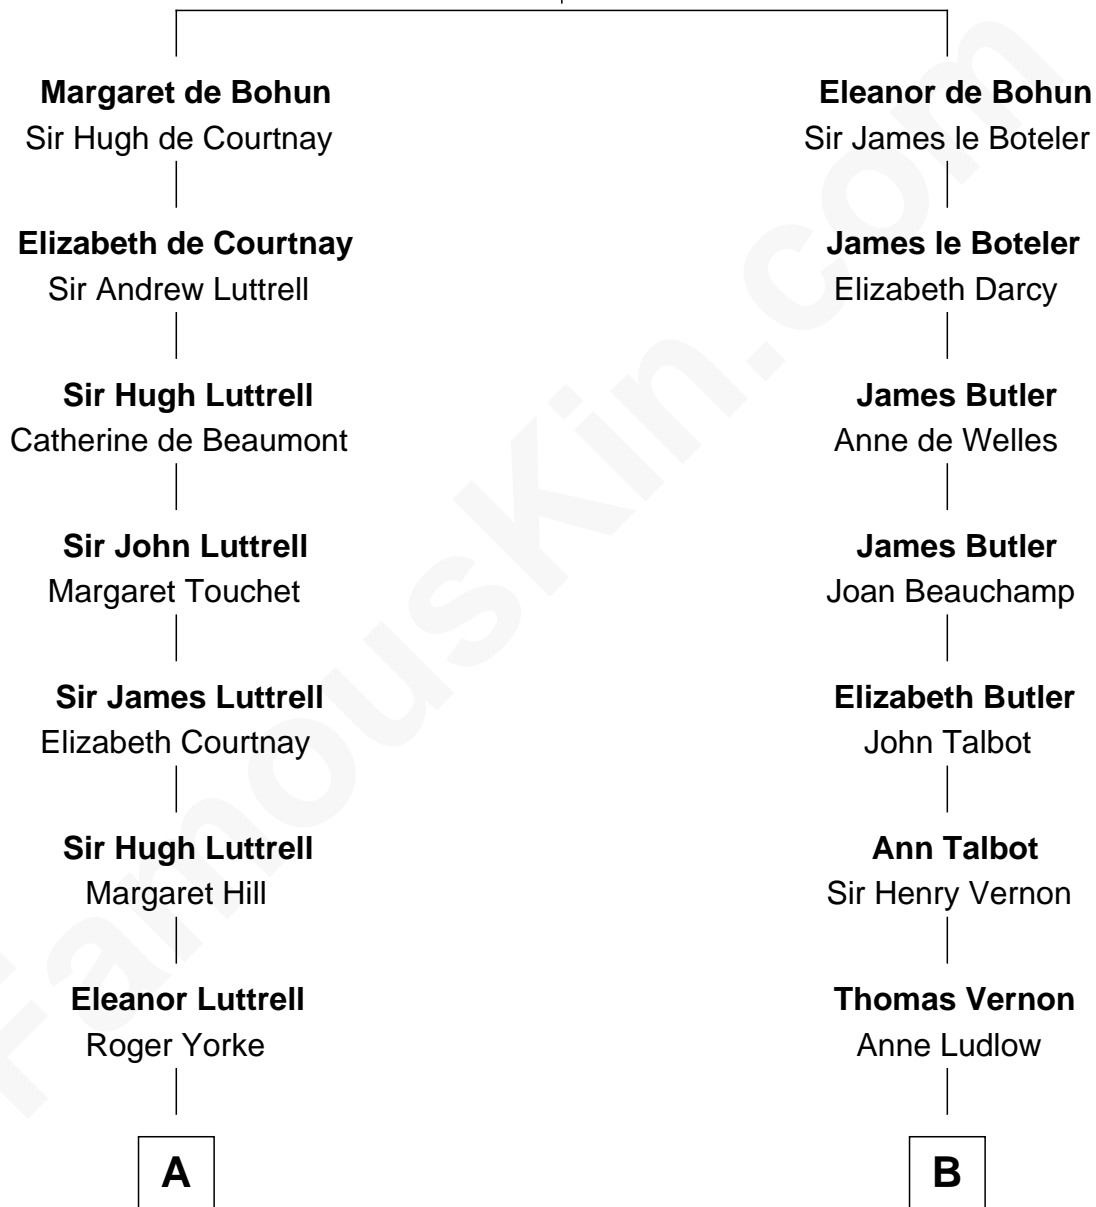 Margaret de Bohun
Sir Hugh de Courtnay
Elizabeth de Courtnay
Sir Andrew Luttrell
Sir Hugh Luttrell
Catherine de Beaumont
Sir John Luttrell
Margaret Touchet
Sir James Luttrell
Elizabeth Courtnay
Sir Hugh Luttrell
Margaret Hill
Eleanor Luttrell
Roger Yorke
A
Eleanor de Bohun
Sir James le Boteler
James le Boteler
Elizabeth Darcy
James Butler
Anne de Welles
James Butler
Joan Beauchamp
Elizabeth Butler
John Talbot
Ann Talbot
Sir Henry Vernon
Thomas Vernon
Anne Ludlow
B
FamousKin.com